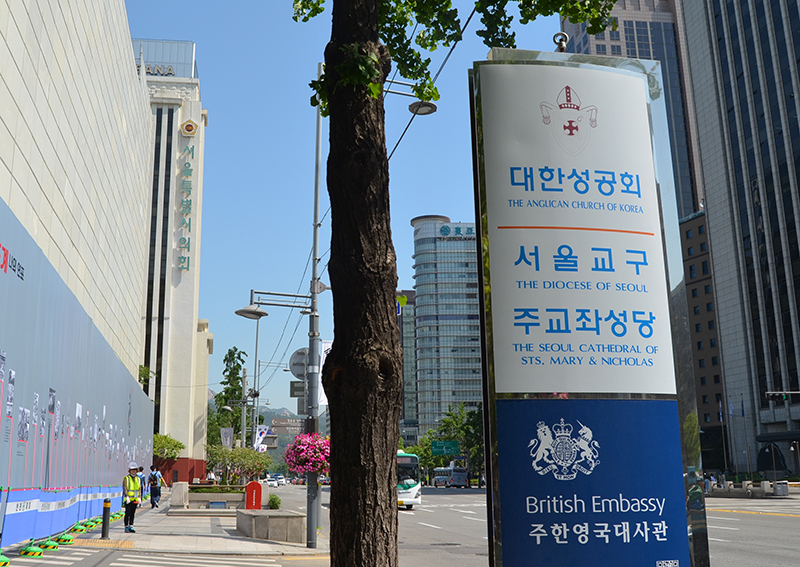 대한성공회
THE ANGLICAN CHURCH OF KOREA
서울교구
THE DIOCESE OF SEOUL
주교좌성당
THE SEOUL CATHEDRAL OF
STS. MARY & NICHOLAS
British Embassy
주한영국대사관
서울특별시의회